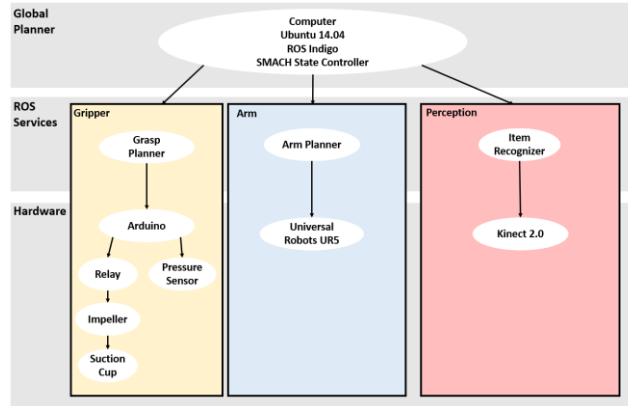 Global
Planner
Computer
Ubuntu 14.04
ROS Indigo
SMACH State Controller
ROS
Services
Gripper
Arm
Perception
Grasp
Planner
Arm Planner
Item
Recognizer
Hardware
Arduino
Universal
Robots UR5
Kinect 2.0
Relay
Pressure
Sensor
Impeller
Suction
Cup